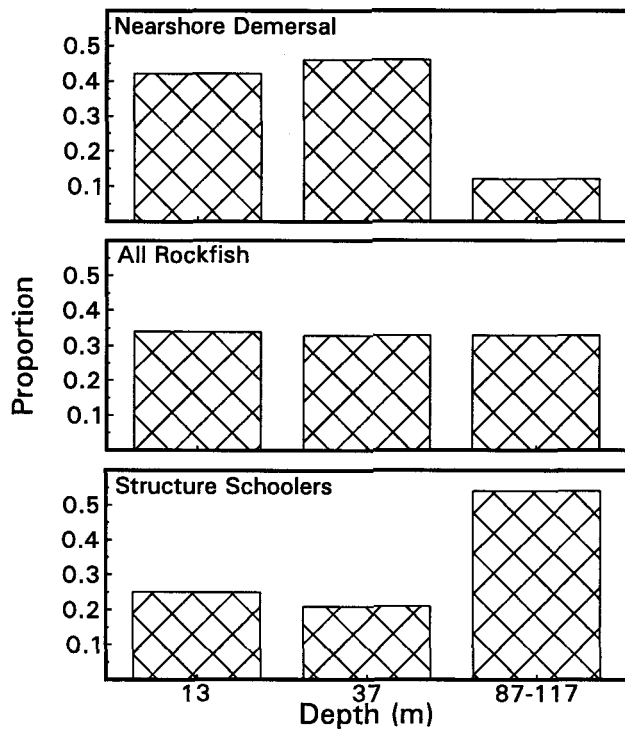 Nearshore Demersal
0.5
0.4
0.3
0.2
0.1
All Rockfish
0.5
0.4
0.3
0.2
0.1
Proportion
Structure Schoolers
0.5
0.4
0.3
0.2
0.1
13 37 87-117
Depth (m)